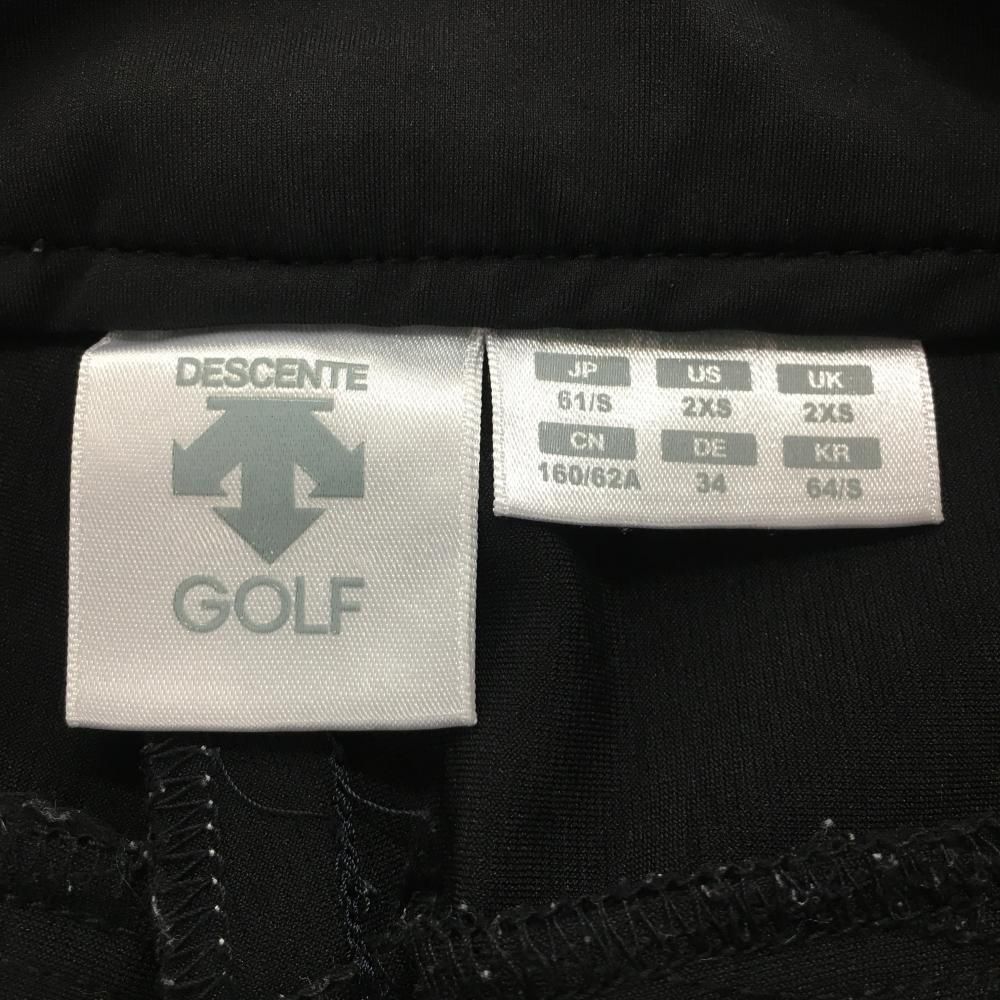 DESCENTE
GOLF
JP US UK
61/S 2XS 2XS
CN DE KR
160/62A 34 64/S